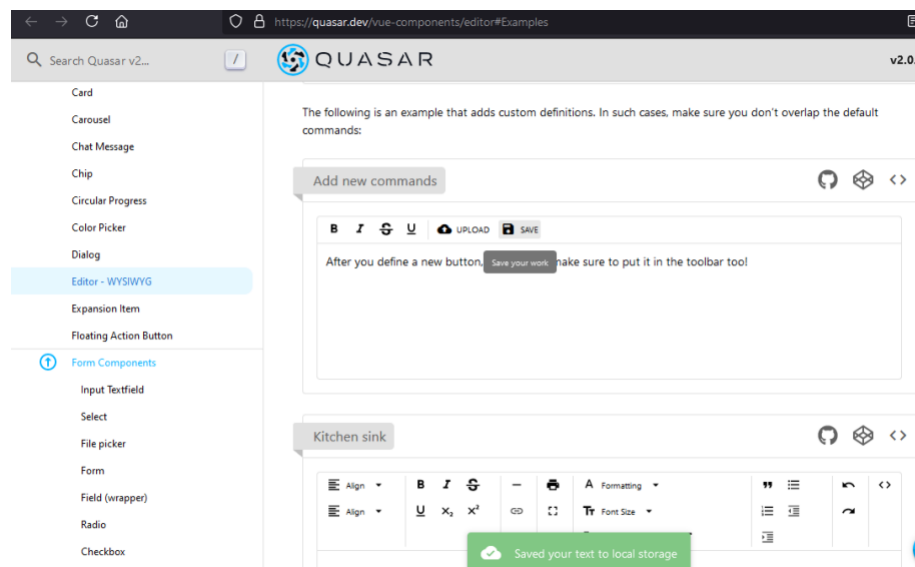 https://quasar.dev/vue-components/editor#Examples
Search Quasar v2...
/
QUASAR
v2.0.
Card
Carousel
Chat Message
Chip
Circular Progress
Color Picker
Dialog
Editor - WYSIWYG
Expansion Item
Floating Action Button
Form Components
Input Textfield
Select
File picker
Form
Field (wrapper)
Radio
Checkbox
The following is an example that adds custom definitions. In such cases, make sure you don't overlap the default
commands:
Add new commands
B I S U UPLOAD SAVE
After you define a new button, make sure to put it in the toolbar too!
Save your work
Kitchen sink
Align B I S A Formatting
Align U X₂ X² Tт Font Size
Saved your text to local storage